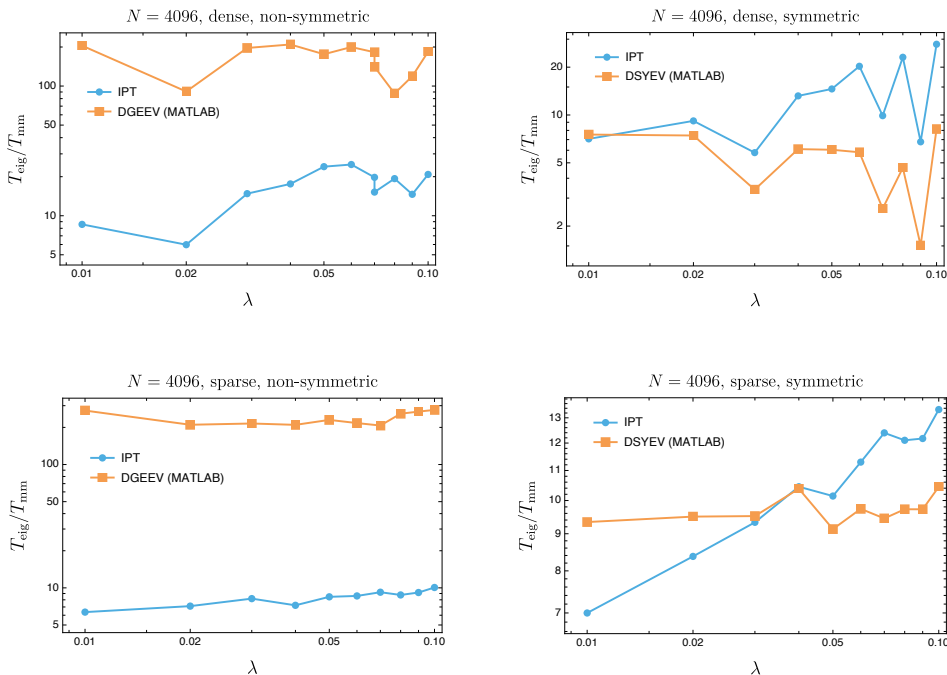 N = 4096, dense, non-symmetric
T_eig/T_mm
100
50
10
5
IPT
DGEEV (MATLAB)
0.01 0.02 0.05 0.10
λ
N = 4096, dense, symmetric
T_eig/T_mm
20
10
5
2
IPT
DSYEV (MATLAB)
0.01 0.02 0.05 0.10
λ
N = 4096, sparse, non-symmetric
T_eig/T_mm
100
50
10
5
IPT
DGEEV (MATLAB)
0.01 0.02 0.05 0.10
λ
N = 4096, sparse, symmetric
T_eig/T_mm
13
12
11
10
9
8
7
IPT
DSYEV (MATLAB)
0.01 0.02 0.05 0.10
λ